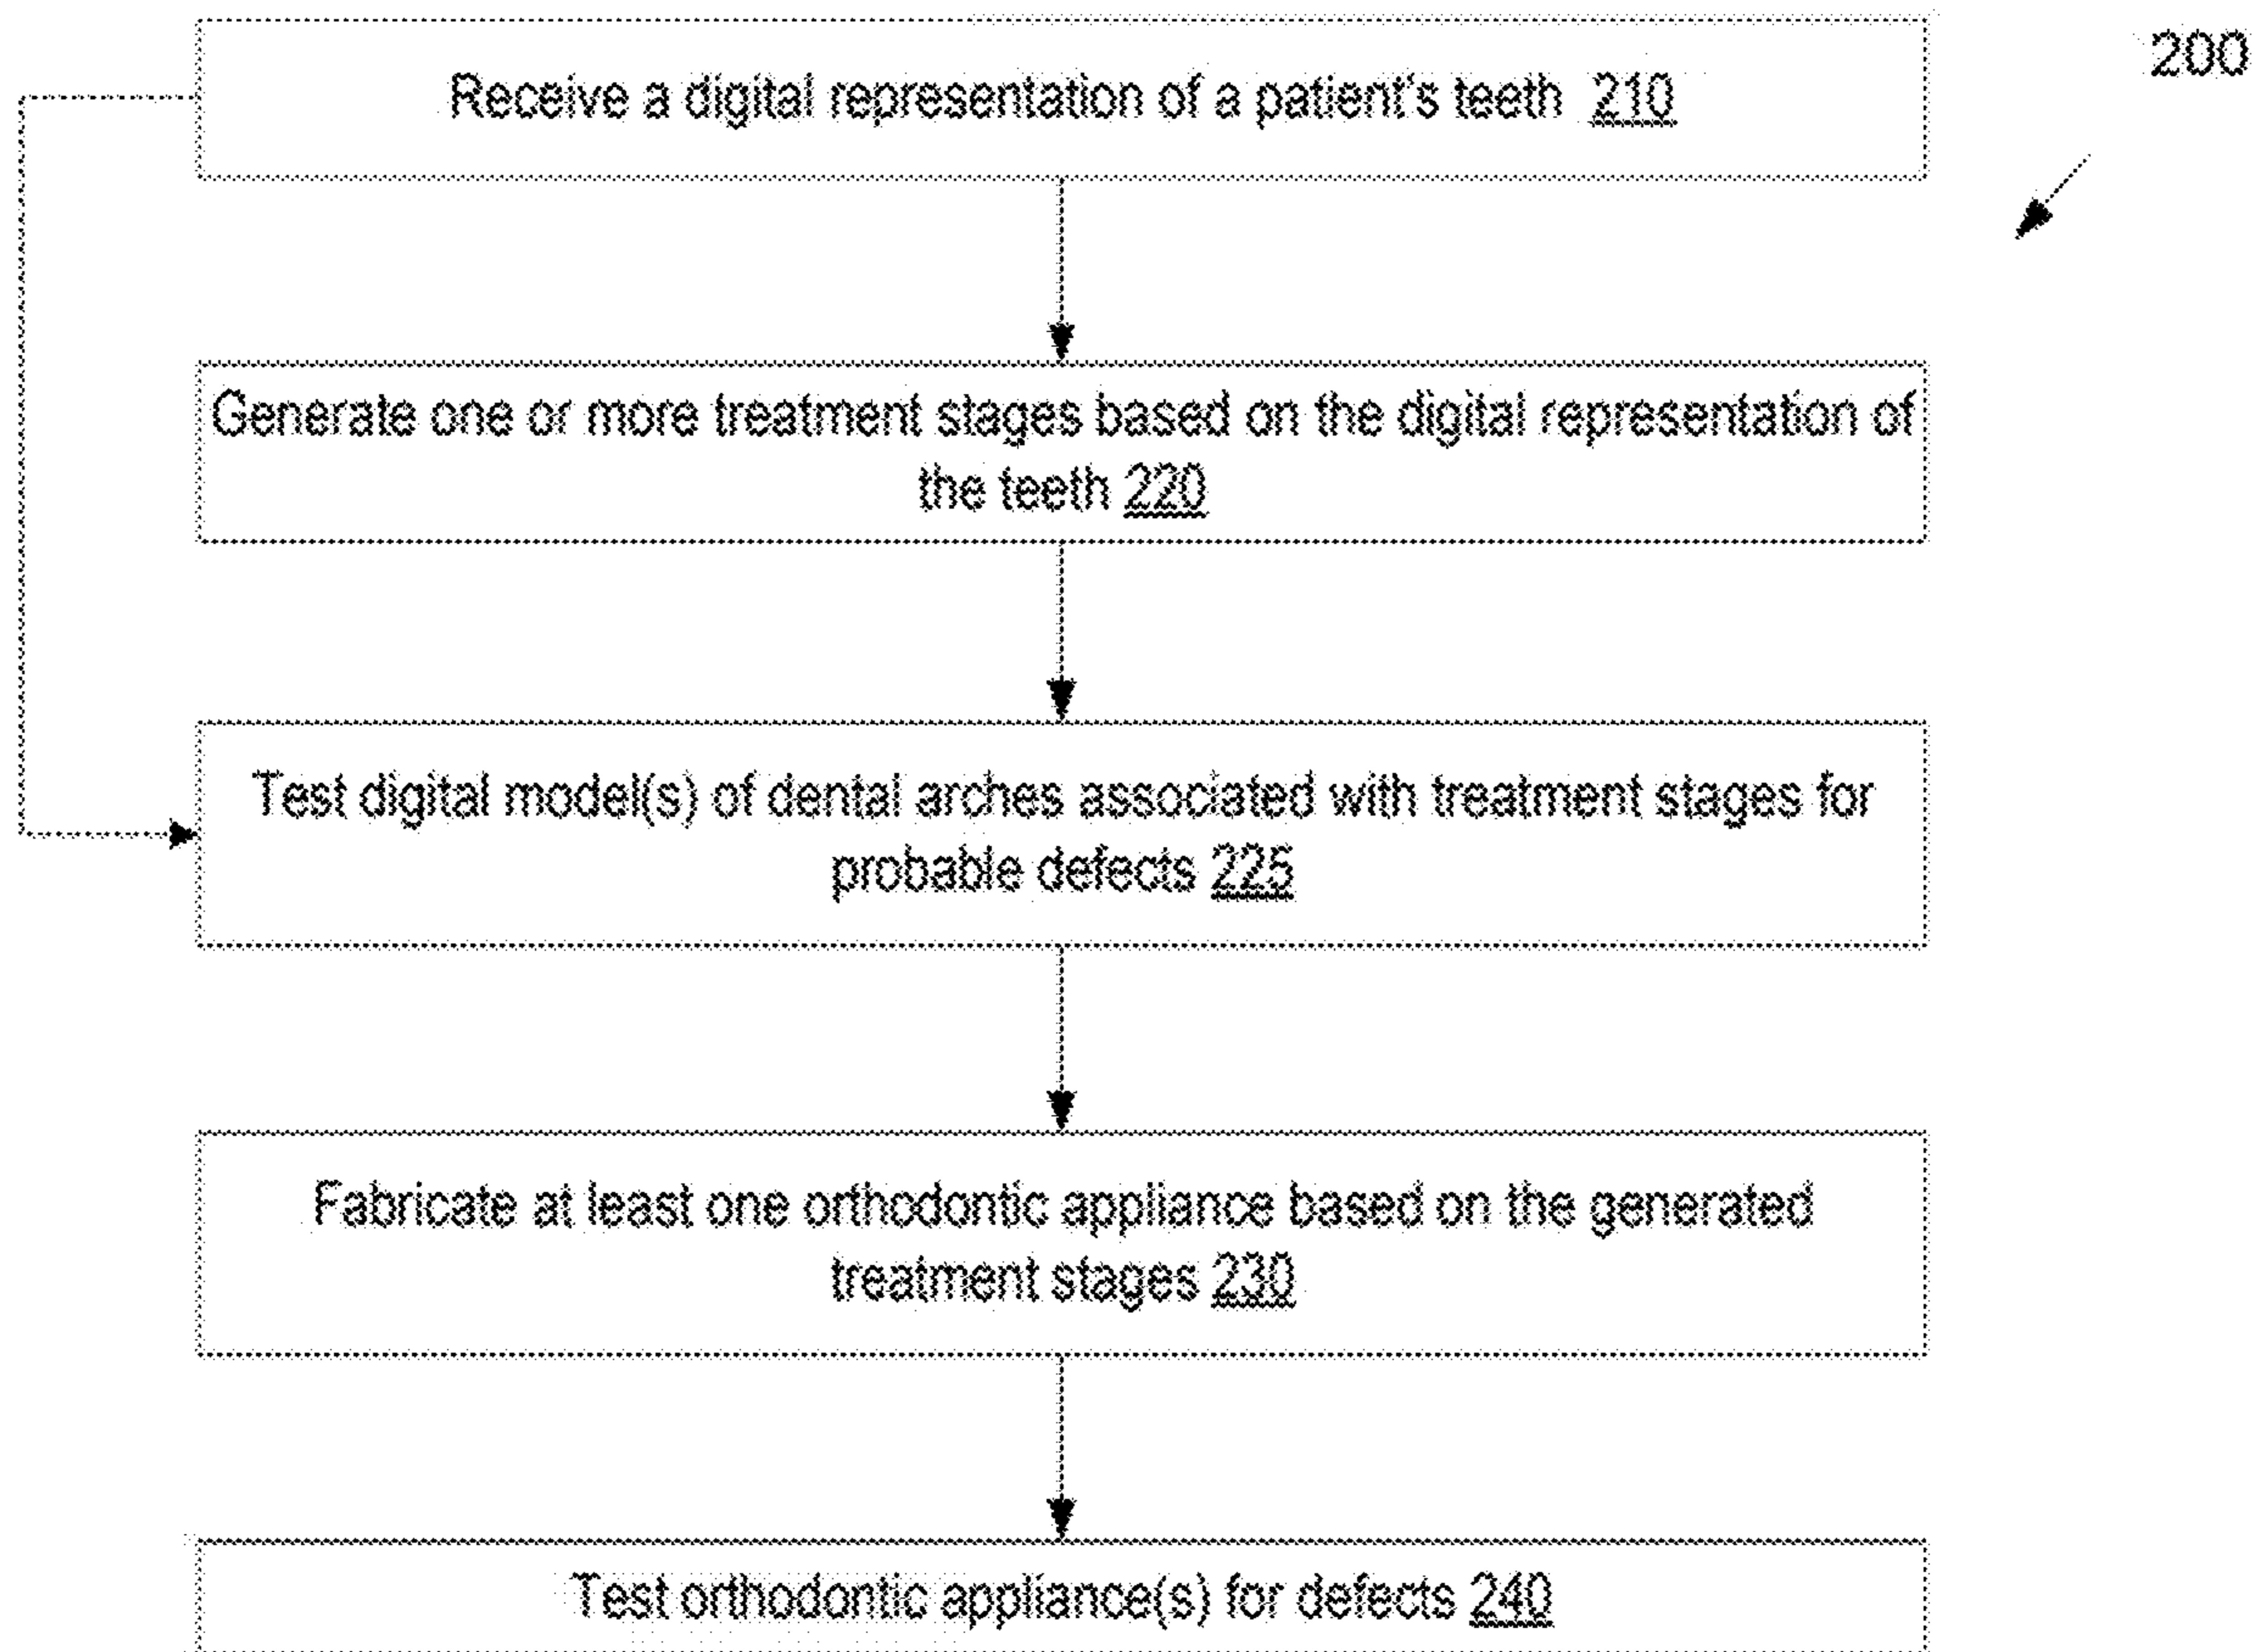 200
Receive a digital representation of a patient's teeth 210
Generate one or more treatment stages based on the digital representation of
the teeth 220
Test digital model(s) of dental arches associated with treatment stages for
probable defects 225
Fabricate at least one orthodontic appliance based on the generated
treatment stages 230
Test orthodontic appliance(s) for defects 240